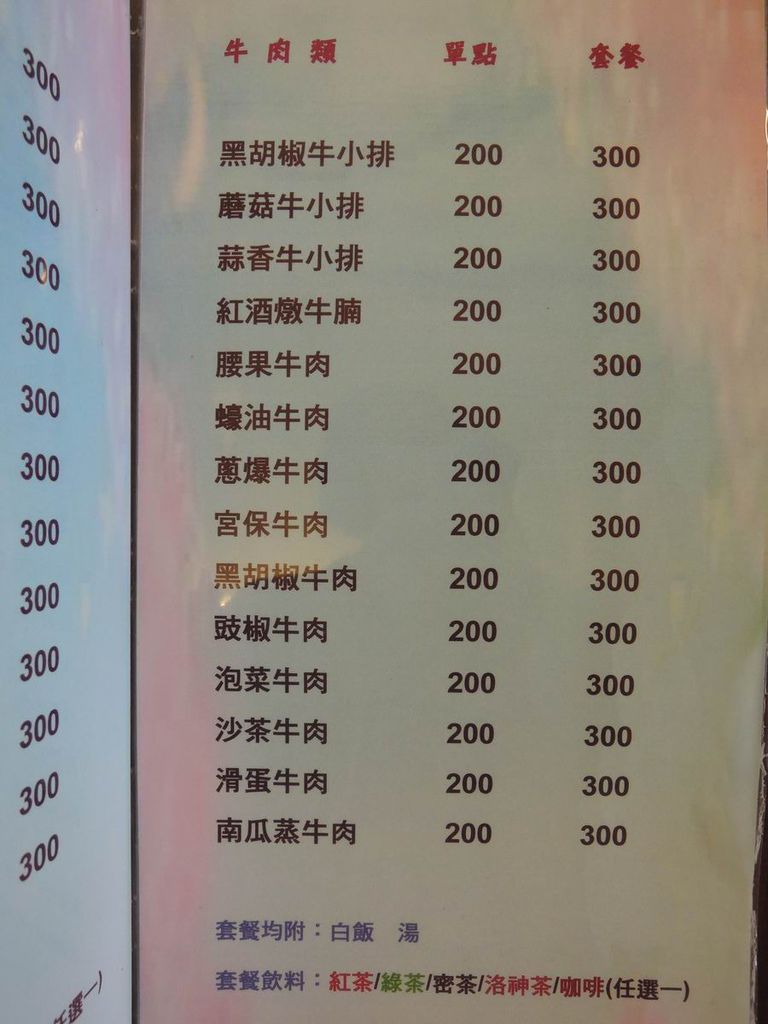 300
300
300
300
300
300
300
300
300
300
300
300
300
任選一)
牛肉類 單點 套餐
黑胡椒牛小排 200 300
蘑菇牛小排 200 300
蒜香牛小排 200 300
紅酒燉牛腩 200 300
腰果牛肉 200 300
蠔油牛肉 200 300
蔥爆牛肉 200 300
宮保牛肉 200 300
黑胡椒牛肉 200 300
豉椒牛肉 200 300
泡菜牛肉 200 300
沙茶牛肉 200 300
滑蛋牛肉 200 300
南瓜蒸牛肉 200 300
套餐均附：白飯 湯
套餐飲料：紅茶/綠茶/密茶/洛神茶/咖啡(任選一)